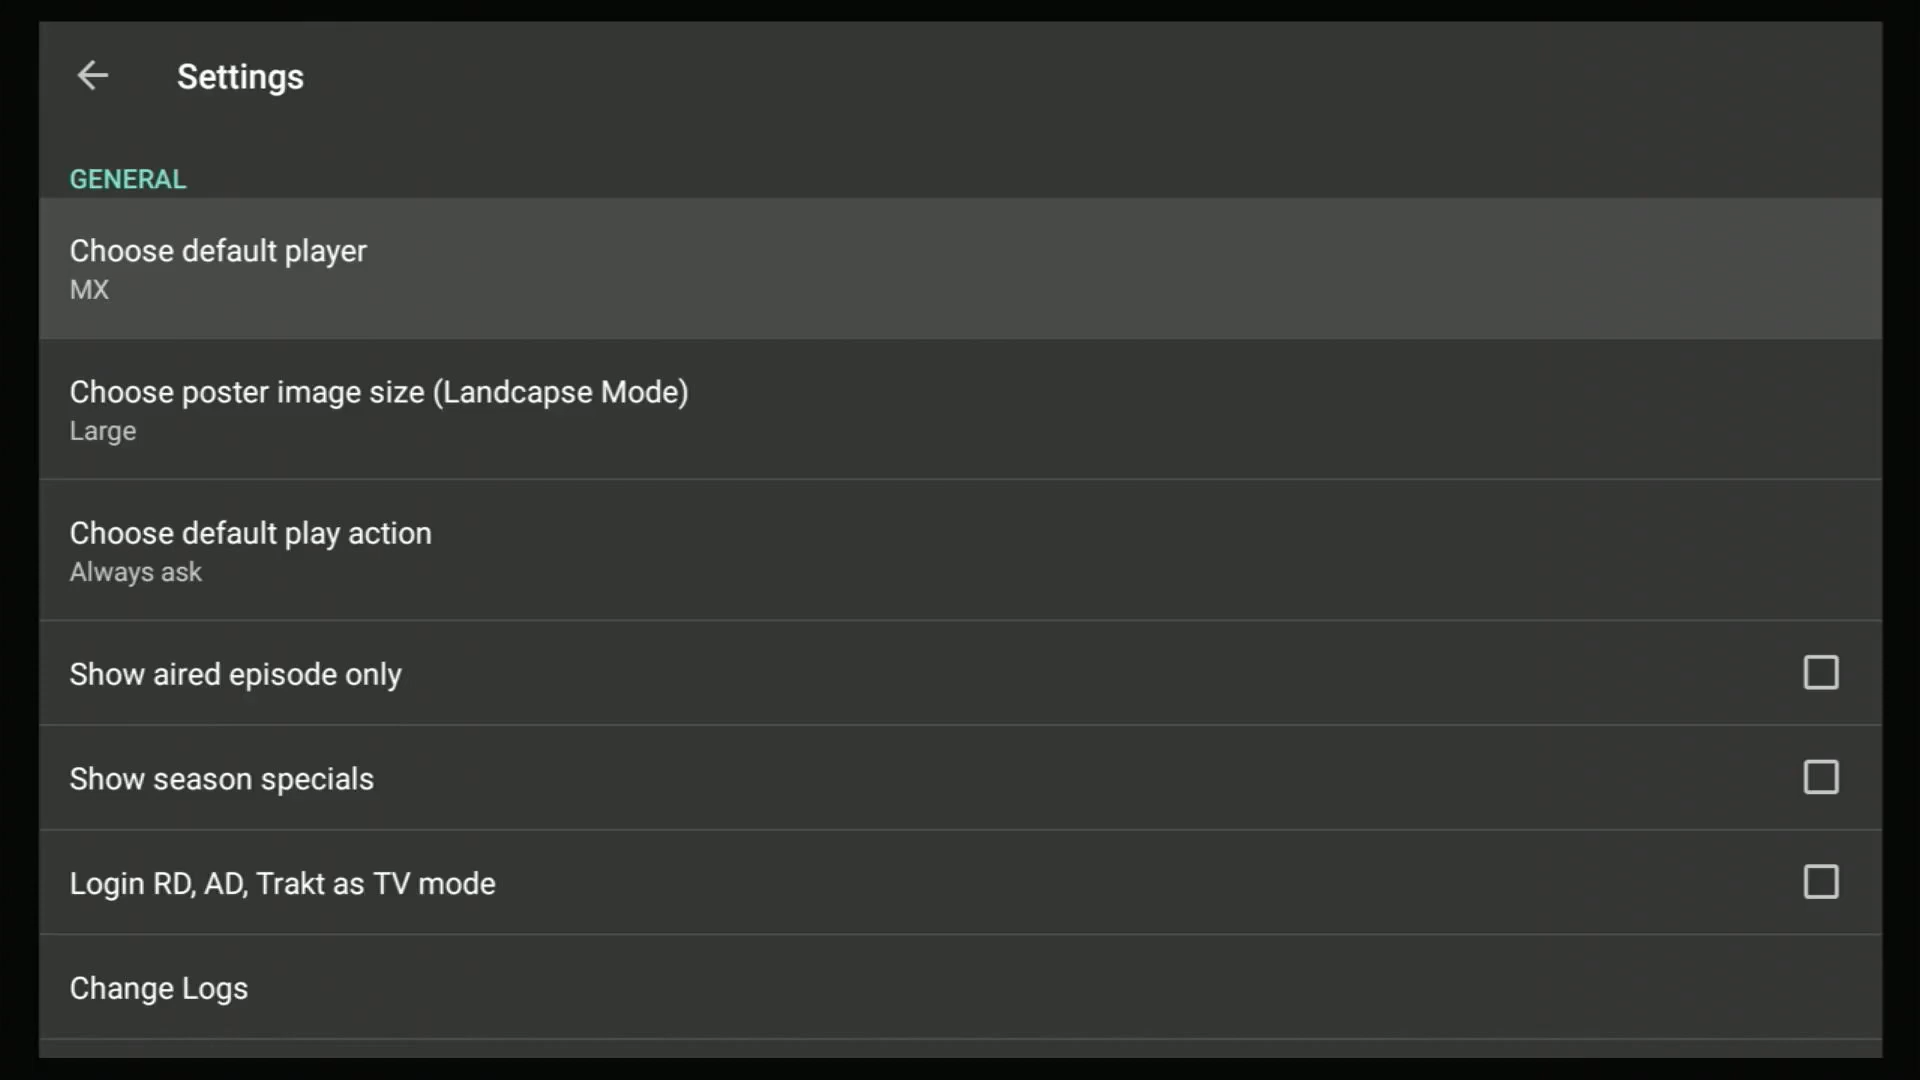 Settings
GENERAL
Choose default player
MX
Choose poster image size (Landcapse Mode)
Large
Choose default play action
Always ask
Show aired episode only
Show season specials
Login RD, AD, Trakt as TV mode
Change Logs